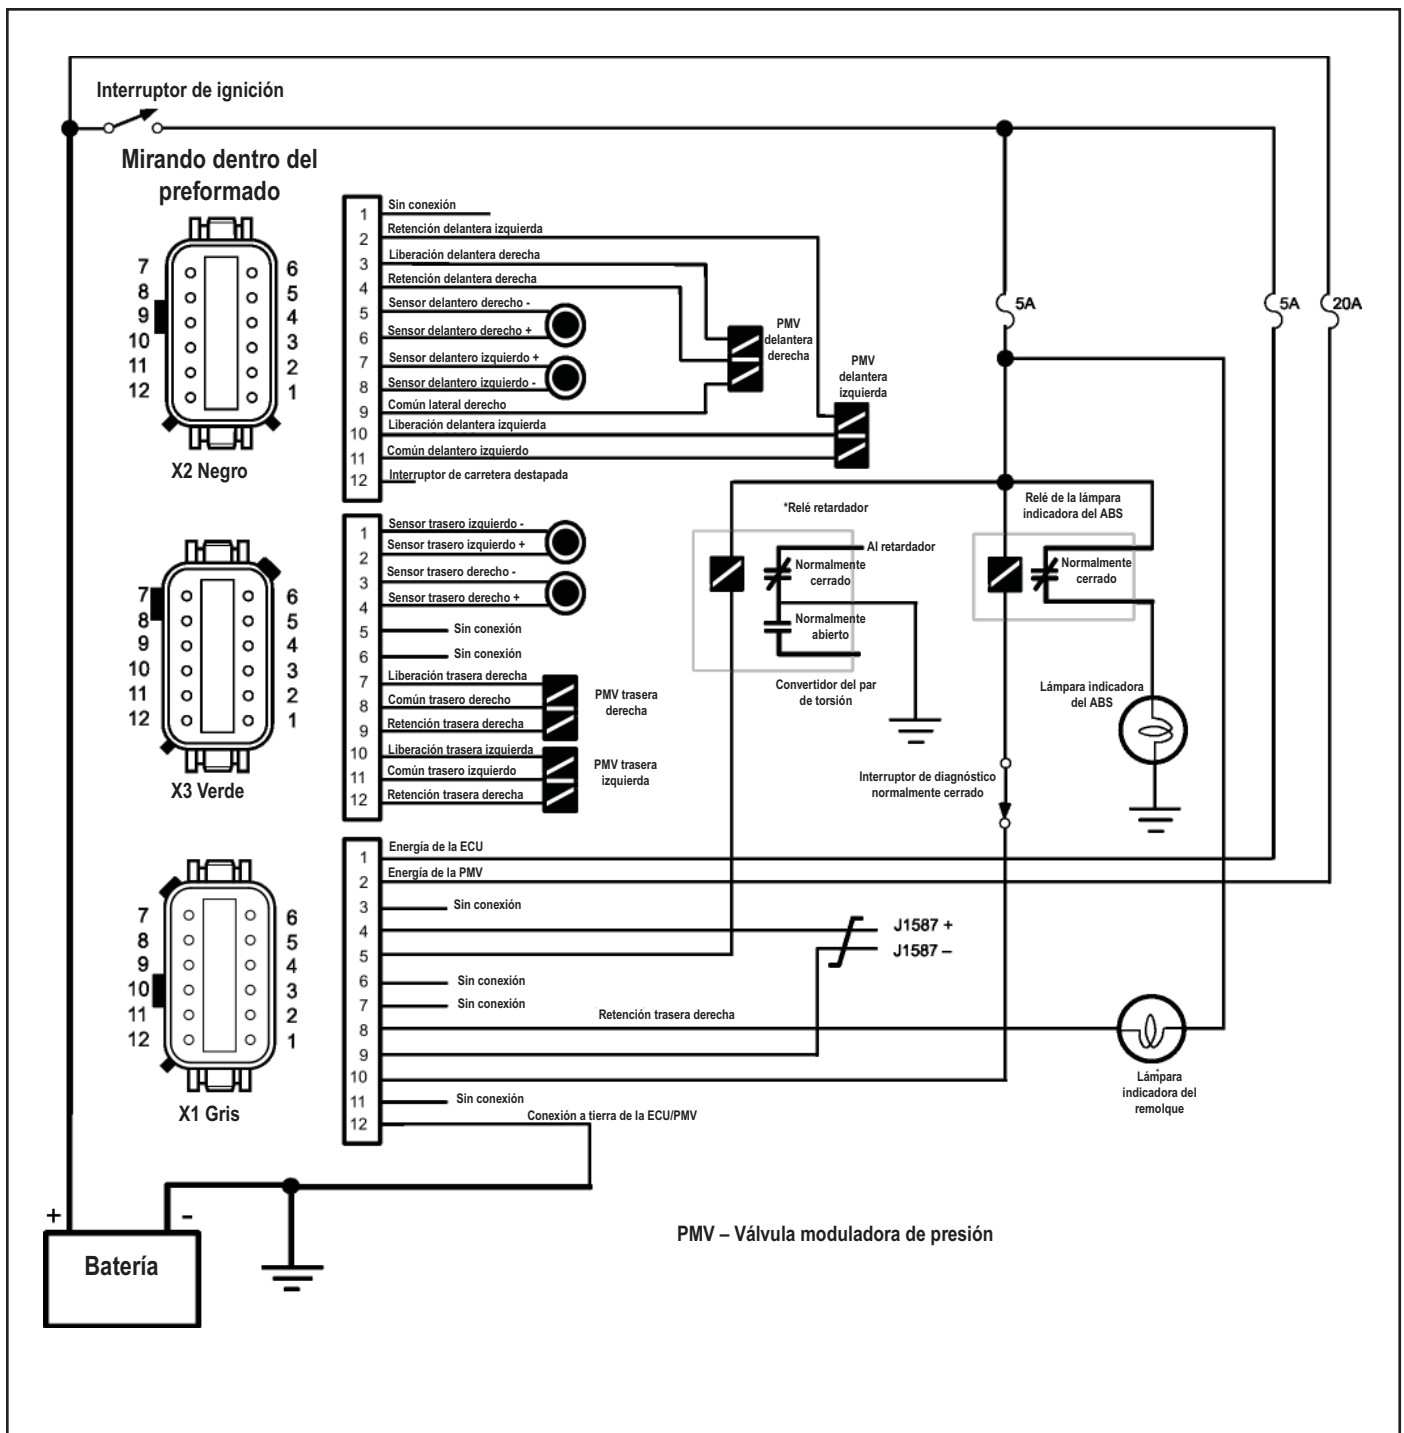 Interruptor de ignición
Mirando dentro del
preformado
7
8
9
10
11
12
6
5
4
3
2
1
X2 Negro
1
2
3
4
5
6
7
8
9
10
11
12
Sin conexión
Retención delantera izquierda
Liberación delantera derecha
Retención delantera derecha
Sensor delantero derecho -
Sensor delantero derecho +
Sensor delantero izquierdo +
Sensor delantero izquierdo -
Común lateral derecho
Liberación delantera izquierda
Común delantero izquierdo
Interruptor de carretera destapada
PMV
delantera
derecha
PMV
delantera
izquierda
5A
5A
20A
7
8
9
10
11
12
6
5
4
3
2
1
X3 Verde
1
2
3
4
5
6
7
8
9
10
11
12
Sensor trasero izquierdo -
Sensor trasero izquierdo +
Sensor trasero derecho -
Sensor trasero derecho +
Sin conexión
Sin conexión
Liberación trasera derecha
Común trasero derecho
Retención trasera derecha
Liberación trasera izquierda
Común trasero izquierdo
Retención trasera derecha
PMV trasera
derecha
PMV trasera
izquierda
*Relé retardador
Al retardador
Normalmente
cerrado
Normalmente
abierto
Convertidor del par
de torsión
Relé de la lámpara
indicadora del ABS
Normalmente
cerrado
Lámpara indicadora
del ABS
Interruptor de diagnóstico
normalmente cerrado
7
8
9
10
11
12
6
5
4
3
2
1
X1 Gris
1
2
3
4
5
6
7
8
9
10
11
12
Energía de la ECU
Energía de la PMV
Sin conexión
J1587 +
J1587 –
Sin conexión
Sin conexión
Retención trasera derecha
Sin conexión
Conexión a tierra de la ECU/PMV
Lámpara
indicadora del
remolque
+
-
Batería
PMV – Válvula moduladora de presión